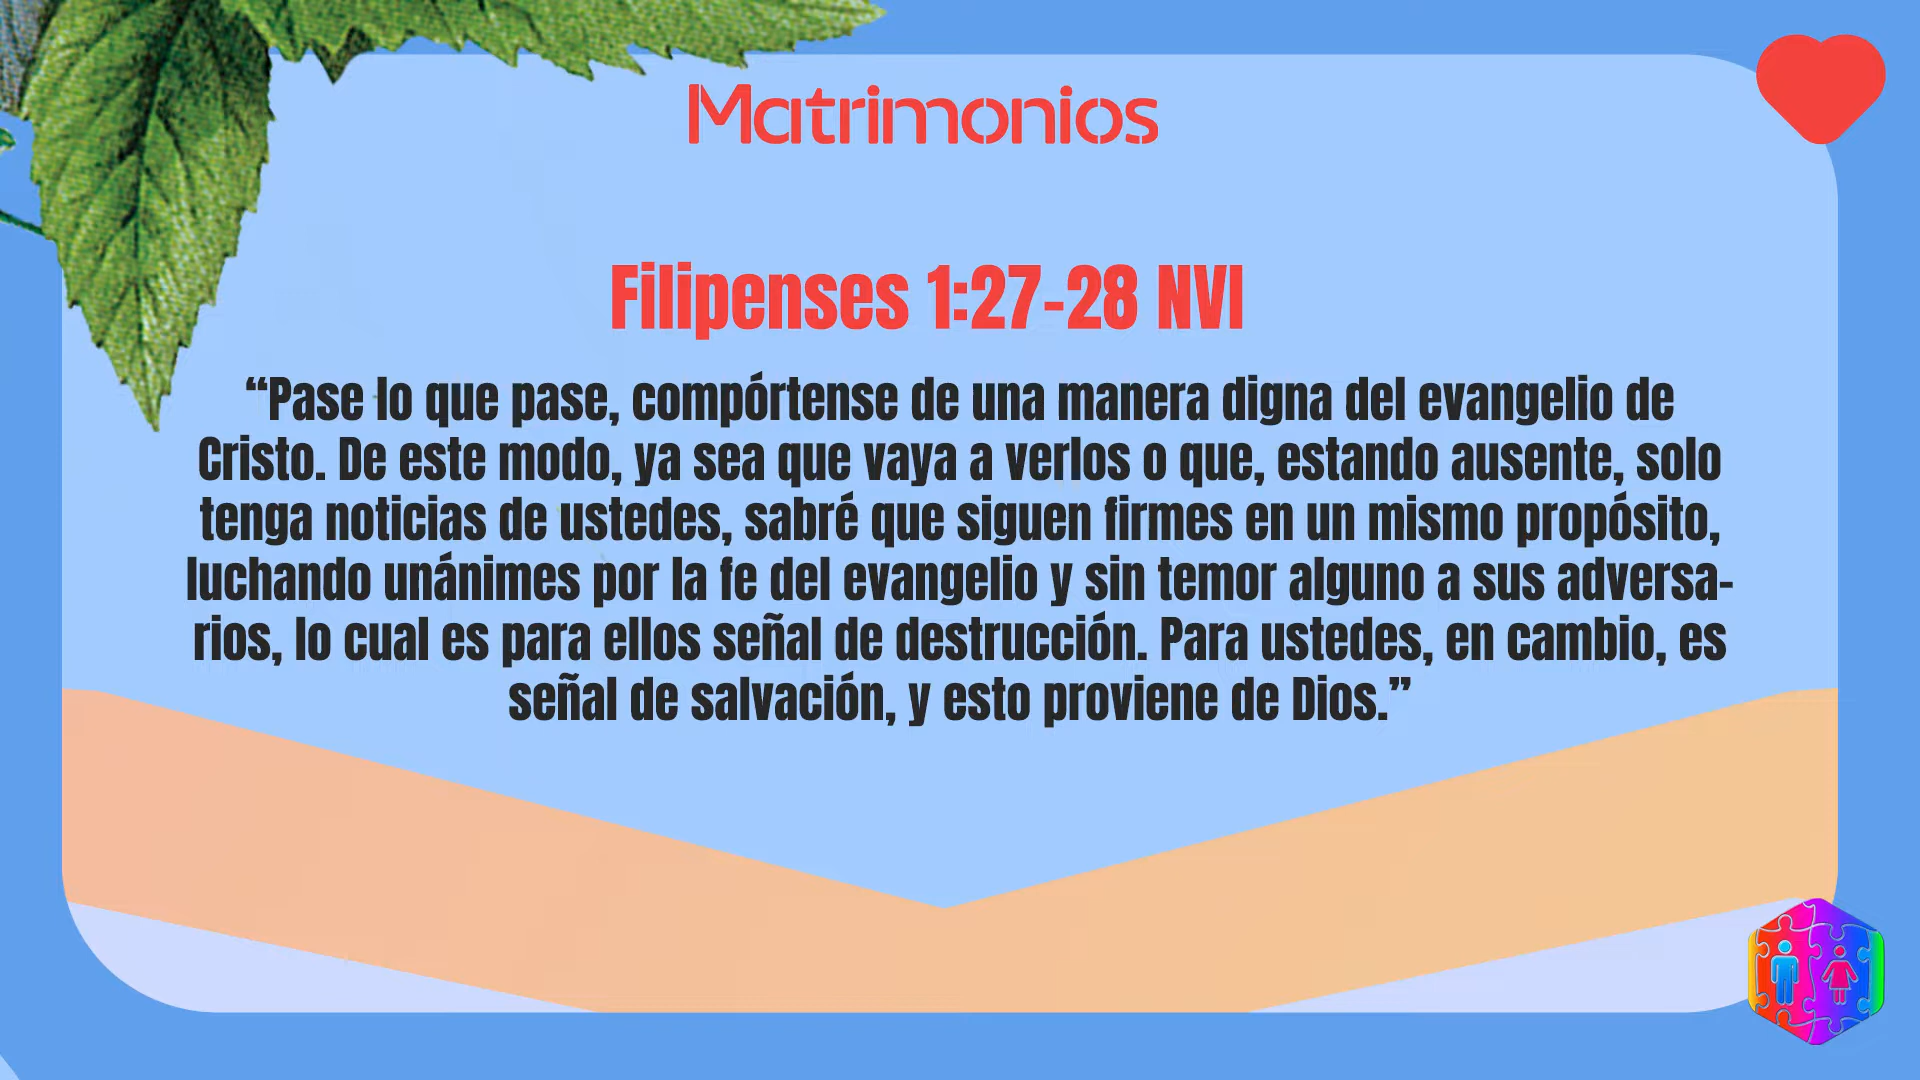 Matrimonios
Filipenses 1:27-28 NVI
“Pase lo que pase, compórtense de una manera digna del evangelio de
Cristo. De este modo, ya sea que vaya a verlos o que, estando ausente, solo
tenga noticias de ustedes, sabré que siguen firmes en un mismo propósito,
luchando unánimes por la fe del evangelio y sin temor alguno a sus adversa-
rios, lo cual es para ellos señal de destrucción. Para ustedes, en cambio, es
señal de salvación, y esto proviene de Dios.”